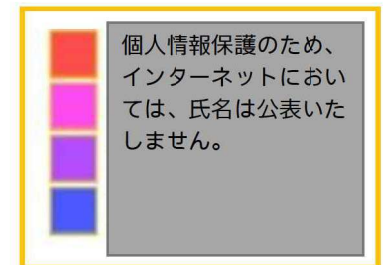 個人情報保護のため、
インターネットにおい
ては、氏名は公表いた
しません。